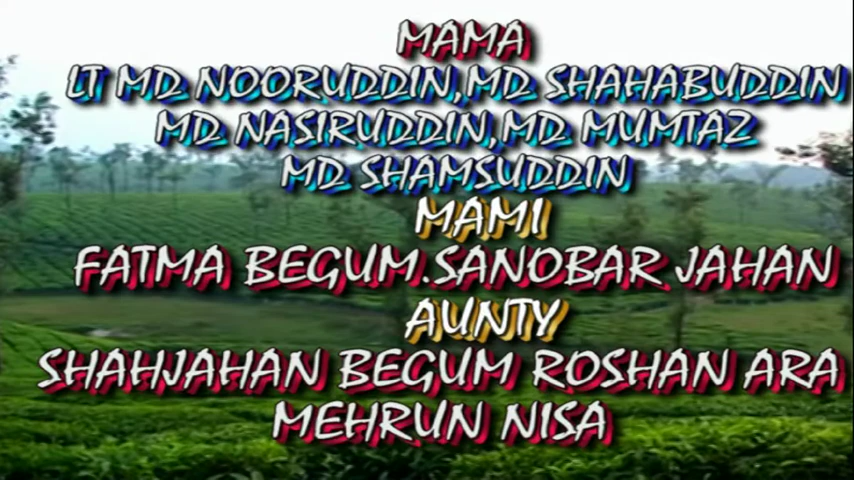 MAMA
LT MD NOORUDDIN,MD SHAHABUDDIN
MD NASIRUDDIN,MD MUMTAZ
MD SHAMSUDDIN
MAMI
FATMA BEGUM.SANOBAR JAHAN
AUNTY
SHAHJAHAN BEGUM ROSHAN ARA
MEHRUN NISA